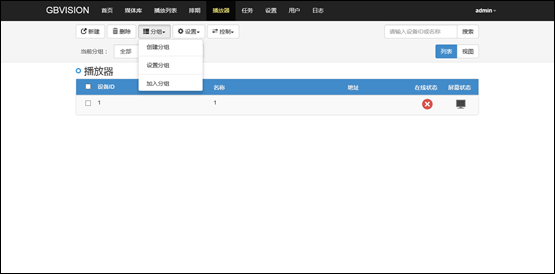 GBVISION 首页 媒体库 播放列表 排期 播放器 任务 设置 用户 日志 admin
新建 删除 分组 设置 控制 请输入设备ID或名称 搜索
创建分组
当前分组： 全部 列表 视图
设置分组
播放器
加入分组
设备ID 名称 地址 在线状态 屏幕状态
1 1